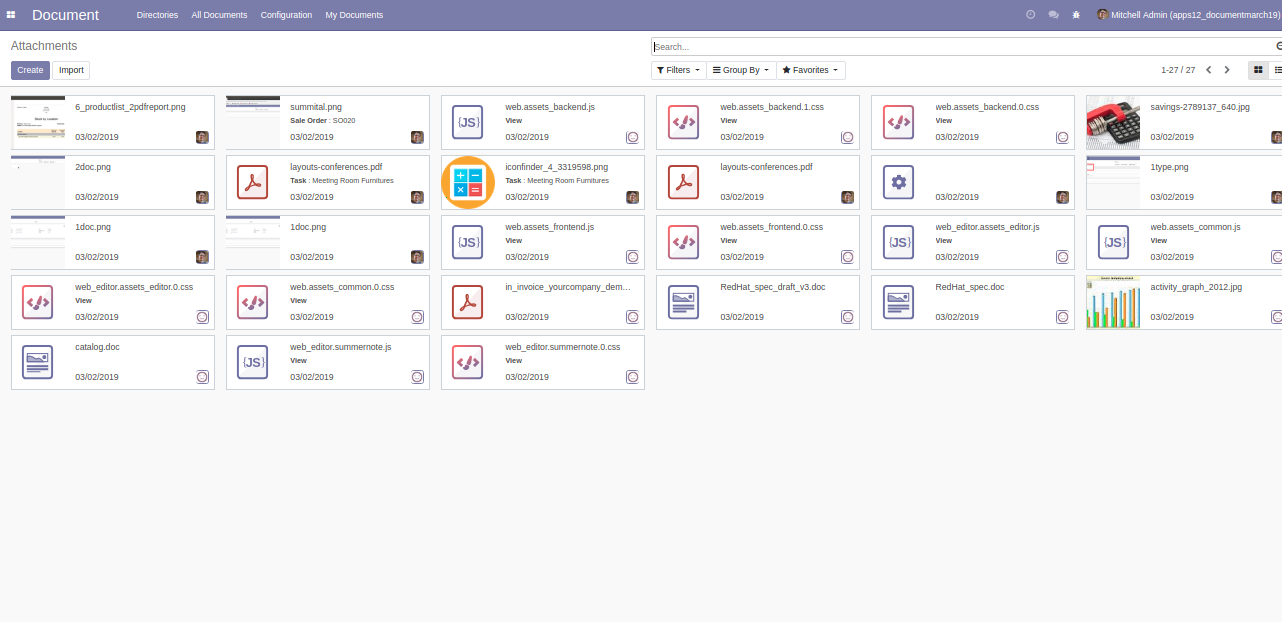 Document Directories All Documents Configuration My Documents Mitchell Admin (apps12_documentmarch19)
Attachments
Search...
Create Import Filters Group By Favorites 1-27 / 27
6_productlist_2pdfreport.png
03/02/2019
summital.png
Sale Order : SO020
03/02/2019
web.assets_backend.js
View
03/02/2019
web.assets_backend.1.css
View
03/02/2019
web.assets_backend.0.css
View
03/02/2019
savings-2789137_640.jpg
03/02/2019
2doc.png
03/02/2019
layouts-conferences.pdf
Task : Meeting Room Furnitures
03/02/2019
iconfinder_4_3319598.png
Task : Meeting Room Furnitures
03/02/2019
layouts-conferences.pdf
03/02/2019
03/02/2019
1type.png
03/02/2019
1doc.png
03/02/2019
1doc.png
03/02/2019
web.assets_frontend.js
View
03/02/2019
web.assets_frontend.0.css
View
03/02/2019
web_editor.assets_editor.js
View
03/02/2019
web.assets_common.js
View
03/02/2019
web_editor.assets_editor.0.css
View
03/02/2019
web.assets_common.0.css
View
03/02/2019
in_invoice_yourcompany_dem...
03/02/2019
RedHat_spec_draft_v3.doc
03/02/2019
RedHat_spec.doc
03/02/2019
activity_graph_2012.jpg
03/02/2019
catalog.doc
03/02/2019
web_editor.summernote.js
View
03/02/2019
web_editor.summernote.0.css
View
03/02/2019
{JS}
{JS}
{JS}
{JS}
{JS}